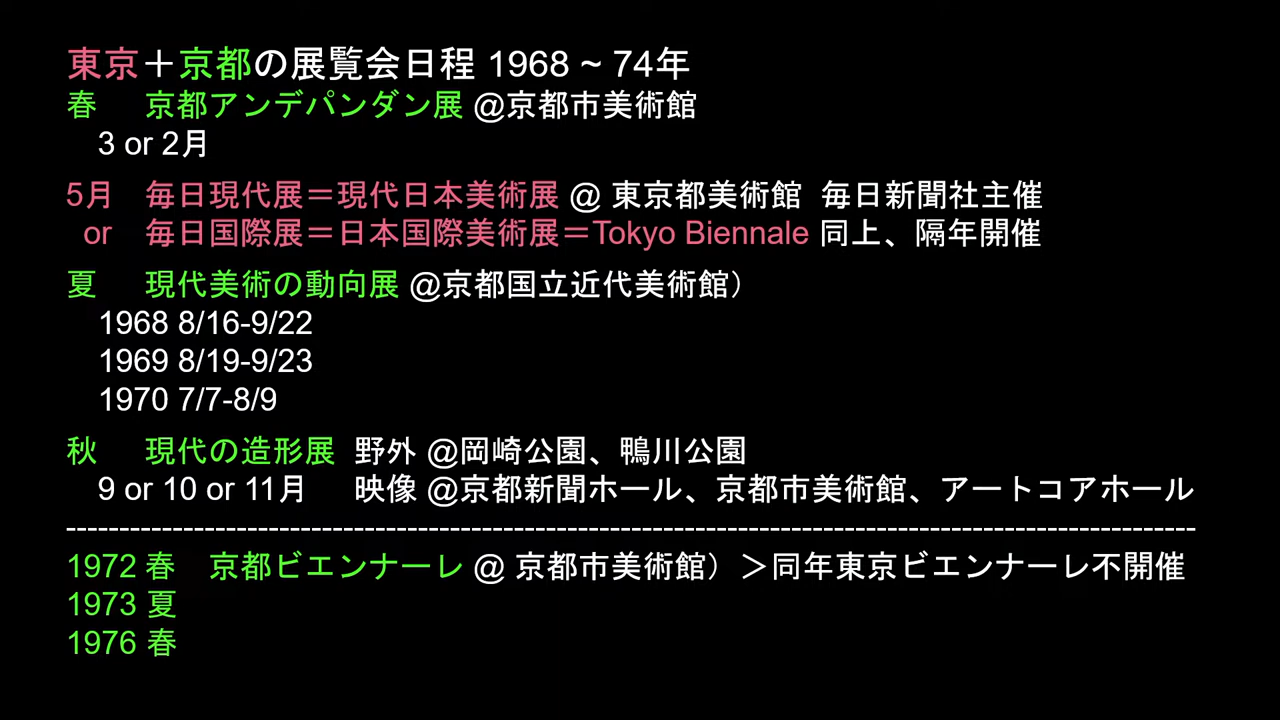 東京＋京都の展覧会日程 1968 ~ 74年
春　京都アンデパンダン展 @京都市美術館
3 or 2月
5月　毎日現代展＝現代日本美術展 @ 東京都美術館 毎日新聞社主催
or　毎日国際展＝日本国際美術展＝Tokyo Biennale 同上、隔年開催
夏　現代美術の動向展 @京都国立近代美術館）
1968 8/16-9/22
1969 8/19-9/23
1970 7/7-8/9
秋　現代の造形展 野外 @岡崎公園、鴨川公園
9 or 10 or 11月　映像 @京都新聞ホール、京都市美術館、アートコアホール
------------------------------------------------------------------------------------------------------------
1972 春　京都ビエンナーレ @ 京都市美術館）＞同年東京ビエンナーレ不開催
1973 夏
1976 春